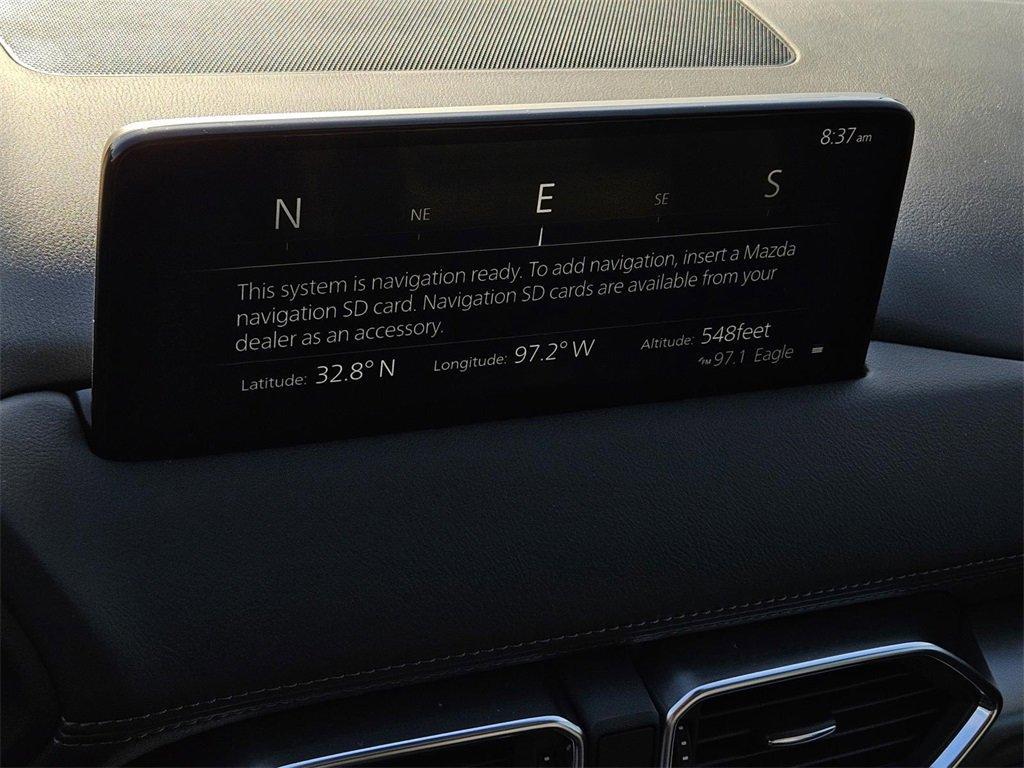 8:37am
N NE E SE S
This system is navigation ready. To add navigation, insert a Mazda
navigation SD card. Navigation SD cards are available from your
dealer as an accessory.
Latitude: 32.8° N Longitude: 97.2° W Altitude: 548feet
FM 97.1 Eagle